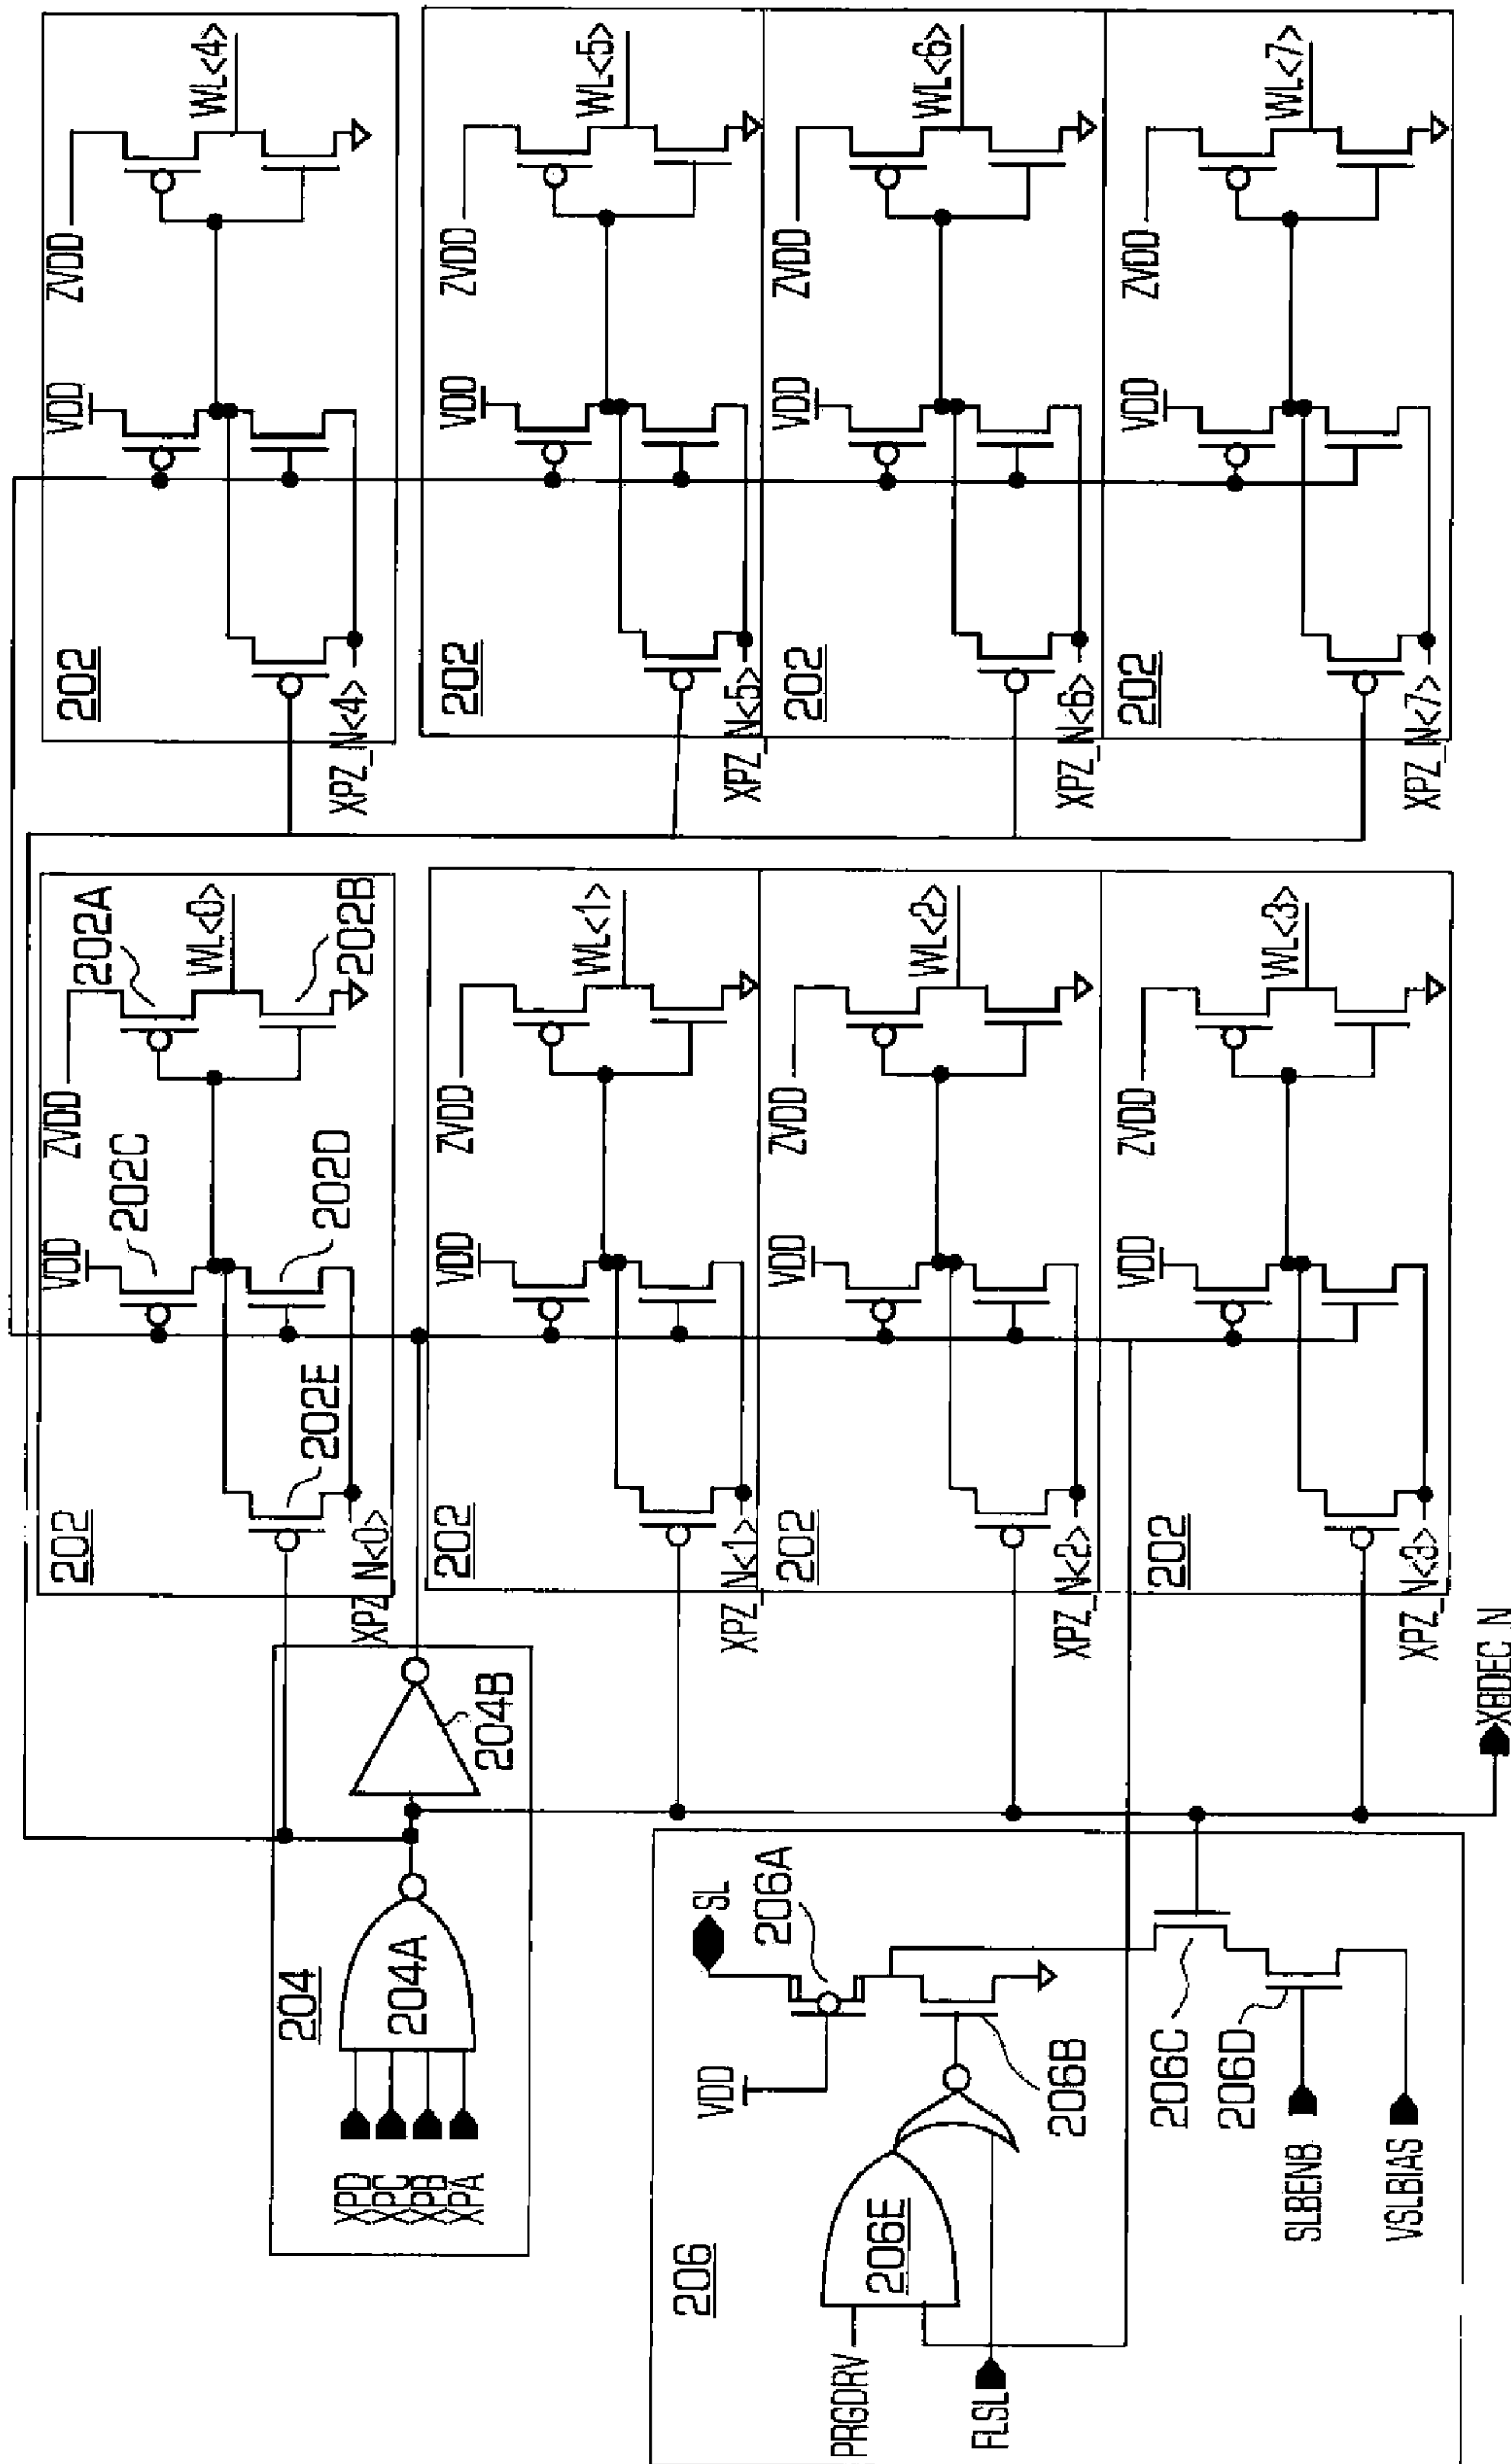 204
XPD
XPC
XPB
XPA
204A
204B
206
PRGDRV
FLSL
206E
VDD
SL
206A
206B
206C
206D
SLBENB
VSLBIAS
XBDEC_N
202
XPZ_N<0>
202E
VDD
202C
202D
ZVDD
202A
WL<0>
202B
202
XPZ_N<1>
VDD
ZVDD
WL<1>
202
XPZ_N<2>
VDD
ZVDD
WL<2>
202
XPZ_N<3>
VDD
ZVDD
WL<3>
202
XPZ_N<4>
VDD
ZVDD
WL<4>
202
XPZ_N<5>
VDD
ZVDD
WL<5>
202
XPZ_N<6>
VDD
ZVDD
WL<6>
202
XPZ_N<7>
VDD
ZVDD
WL<7>